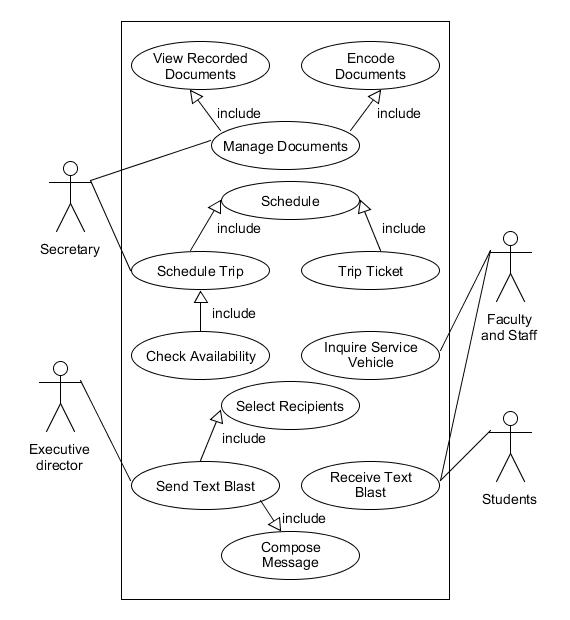 View Recorded
Documents
Encode
Documents
include
include
Manage Documents
Schedule
include
include
Secretary
Schedule Trip
Trip Ticket
include
Faculty
and Staff
Check Availability
Inquire Service
Vehicle
Select Recipients
include
Executive
director
Send Text Blast
Receive Text
Blast
Students
include
Compose
Message